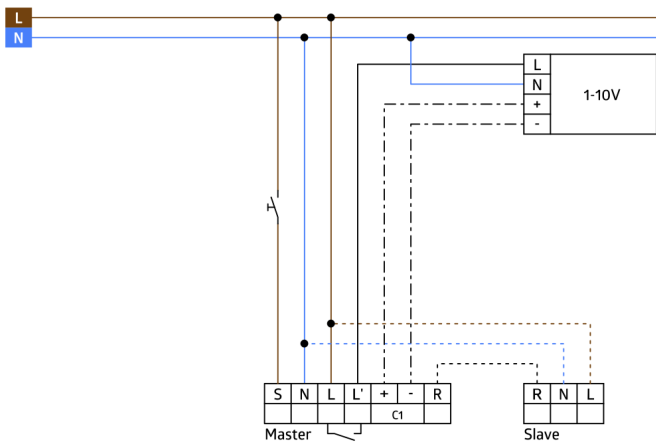 L
N
L
N
+
-
1-10V
S N L L' + - R
C1
R N L
Master
Slave